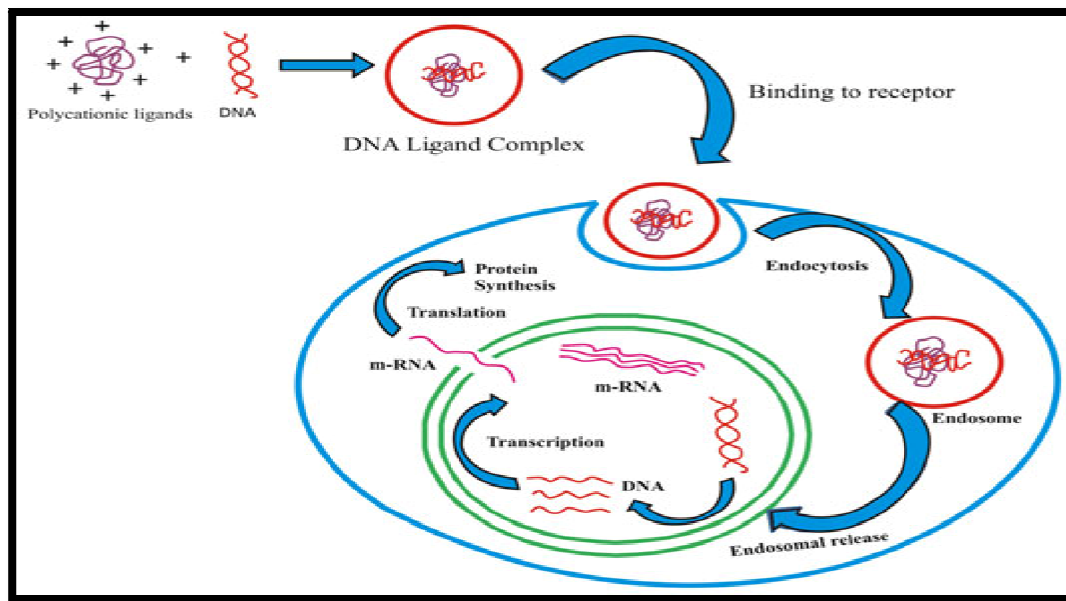 Polycationic ligands
+
DNA
DNA Ligand Complex
Binding to receptor
Endocytosis
Endosome
Endosomal release
DNA
Transcription
m-RNA
m-RNA
Translation
Protein
Synthesis